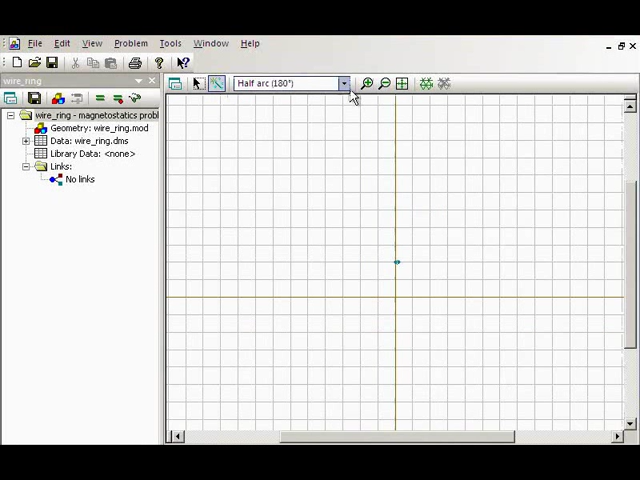 File Edit View Problem Tools Window Help
wire_ring
Half arc (180°)
wire_ring - magnetostatics probl
Geometry: wire_ring.mod
Data: wire_ring.dms
Library Data: <none>
Links:
No links